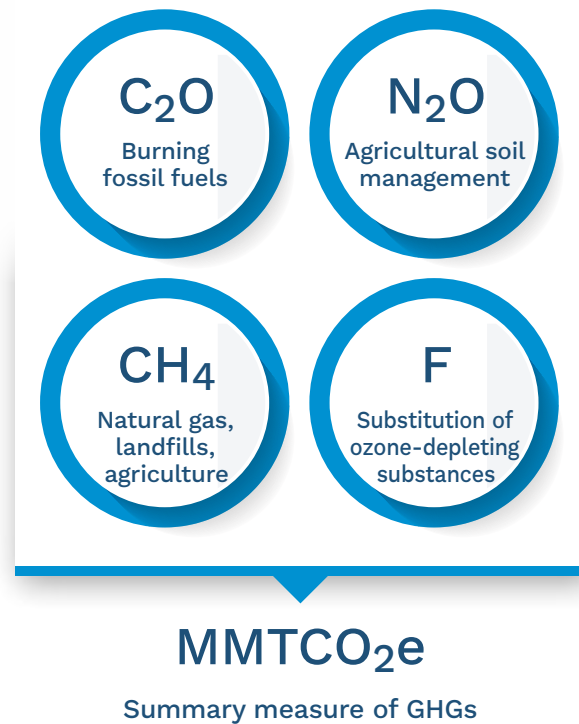 C₂O
Burning
fossil fuels
N₂O
Agricultural soil
management
CH₄
Natural gas,
landfills,
agriculture
F
Substitution of
ozone-depleting
substances
MMTCO₂e
Summary measure of GHGs